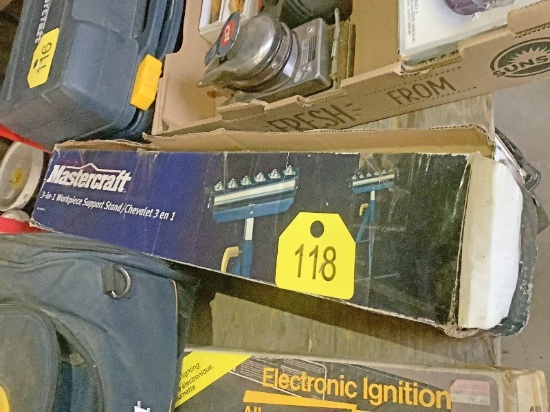 116
SUNS
FRESH - FROM
Mastercraft
3-in-1 Workpiece Support Stand/Chevalet 3 en 1
118
Electronic Ignition